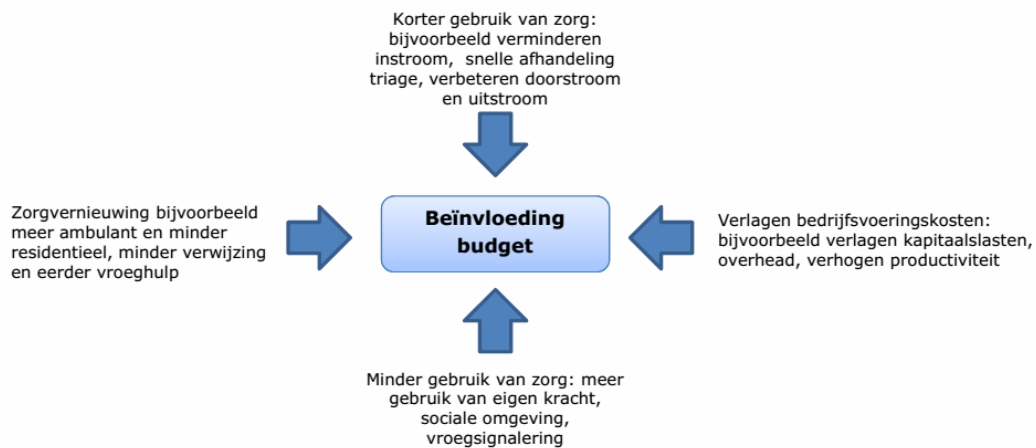 Korter gebruik van zorg:
bijvoorbeeld verminderen
instroom, snelle afhandeling
triage, verbeteren doorstroom
en uitstroom
Zorgvernieuwing bijvoorbeeld
meer ambulant en minder
residentieel, minder verwijzing
en eerder vroeghulp
Beïnvloeding
budget
Verlagen bedrijfsvoeringskosten:
bijvoorbeeld verlagen kapitaalslasten,
overhead, verhogen productiviteit
Minder gebruik van zorg: meer
gebruik van eigen kracht,
sociale omgeving,
vroegsignalering